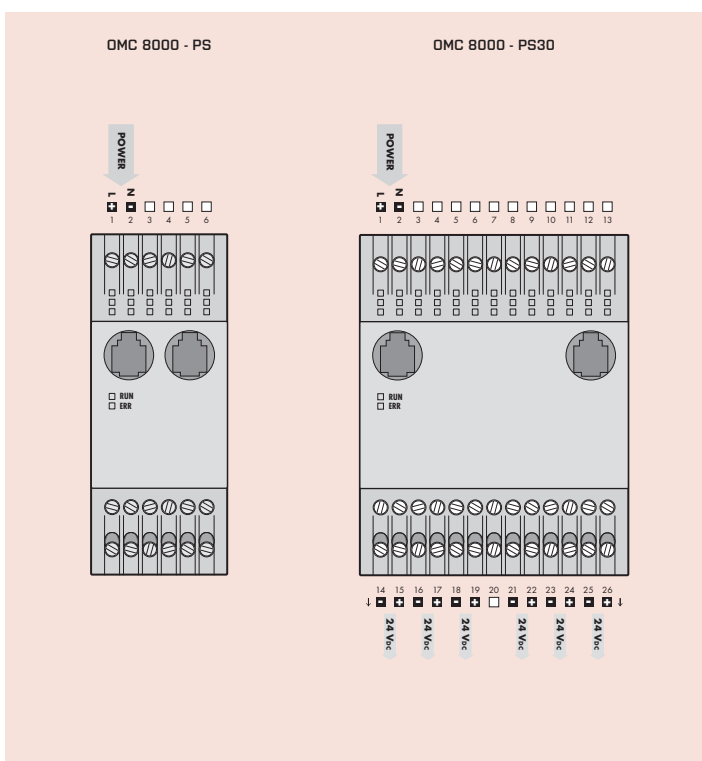 OMC 8000 - PS
OMC 8000 - PS30
POWER
L N
+ -
1 2 3 4 5 6
RUN
ERR
POWER
L N
+ -
1 2 3 4 5 6 7 8 9 10 11 12 13
RUN
ERR
14 15 16 17 18 19 20 21 22 23 24 25 26
↓ - + - + - + - + - + - + ↓
24 VDC 24 VDC 24 VDC 24 VDC 24 VDC 24 VDC